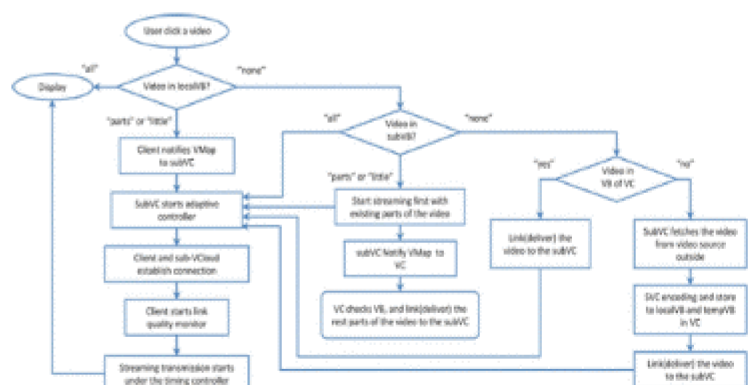 User click a video
"all"
Video in localVB?
"none"
Display
"parts" or "little"
"all"
Video in
subVB?
"none"
Client notifies VMap
to subVC
"parts" or "little"
"yes"
Video in
VB of VC
"no"
SubVC starts adaptive
controller
Start streaming first with
existing parts of the video
Link(deliver) the
video to the subVC
SubVC fetches the video
from video source
outside
Client and sub-VCloud
establish connection
subVC Notify VMap to
VC
Client starts link
quality monitor
VC checks VB, and link(deliver) the
rest parts of the video to the subVC
SVC encoding and store
to localVB and tempVB
in VC
Streaming transmission starts
under the timing controller
Link(deliver) the video
to the subVC